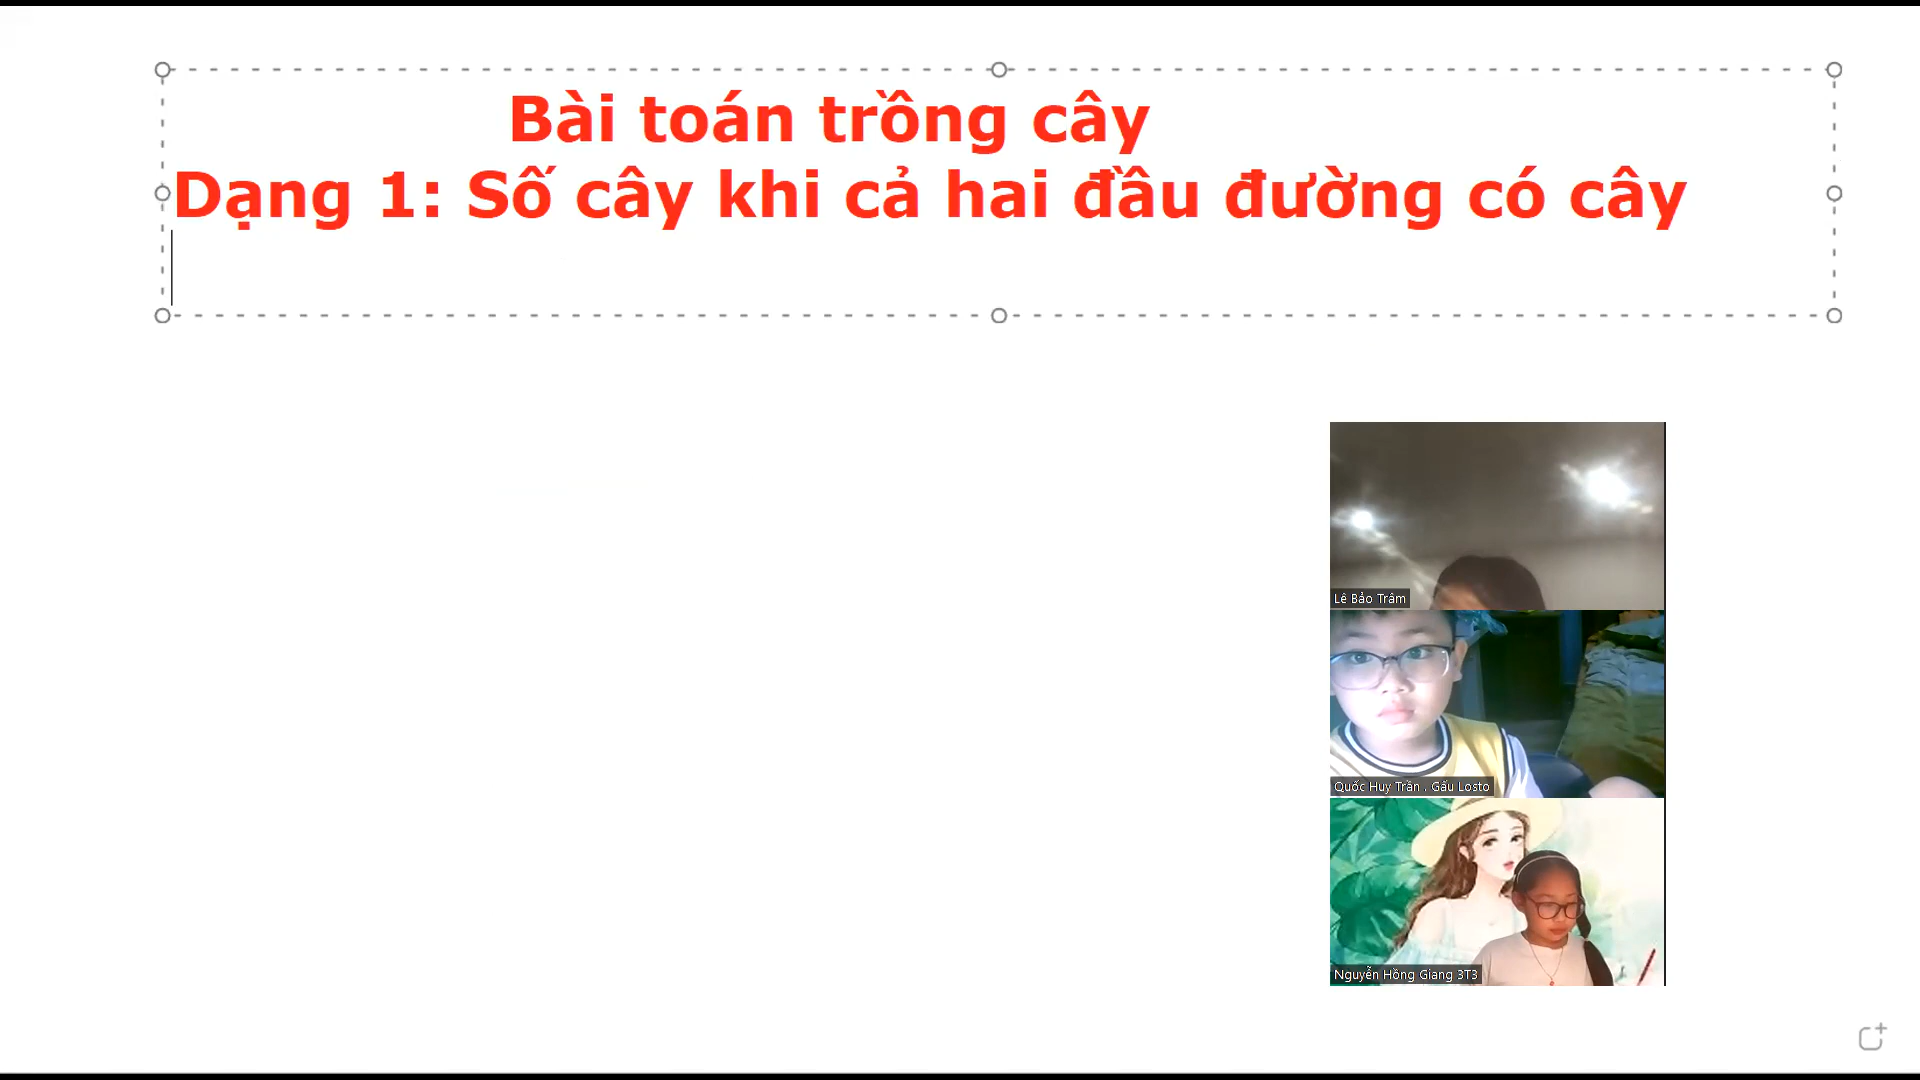 Bài toán trồng cây
Dạng 1: Số cây khi cả hai đầu đường có cây
Lê Bảo Trâm
Quốc Huy Trần . Gấu Losto
Nguyễn Hồng Giang 3T3